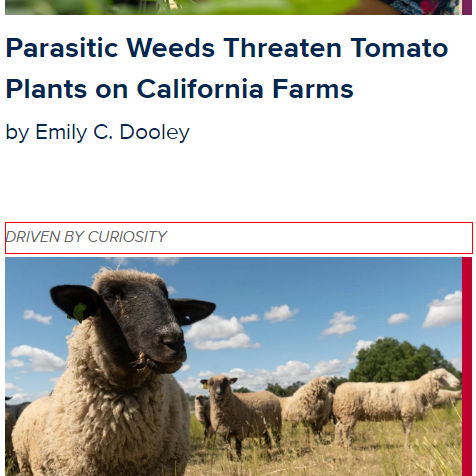 Parasitic Weeds Threaten Tomato
Plants on California Farms
by Emily C. Dooley
DRIVEN BY CURIOSITY